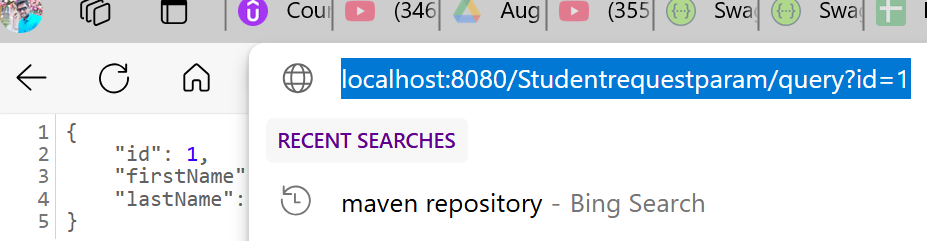 Cour
(346
Aug
(355
Swa
Swa
localhost:8080/Studentrequestparam/query?id=1
1 {
2 "id": 1,
3 "firstName"
4 "lastName":
5 }
RECENT SEARCHES
maven repository - Bing Search